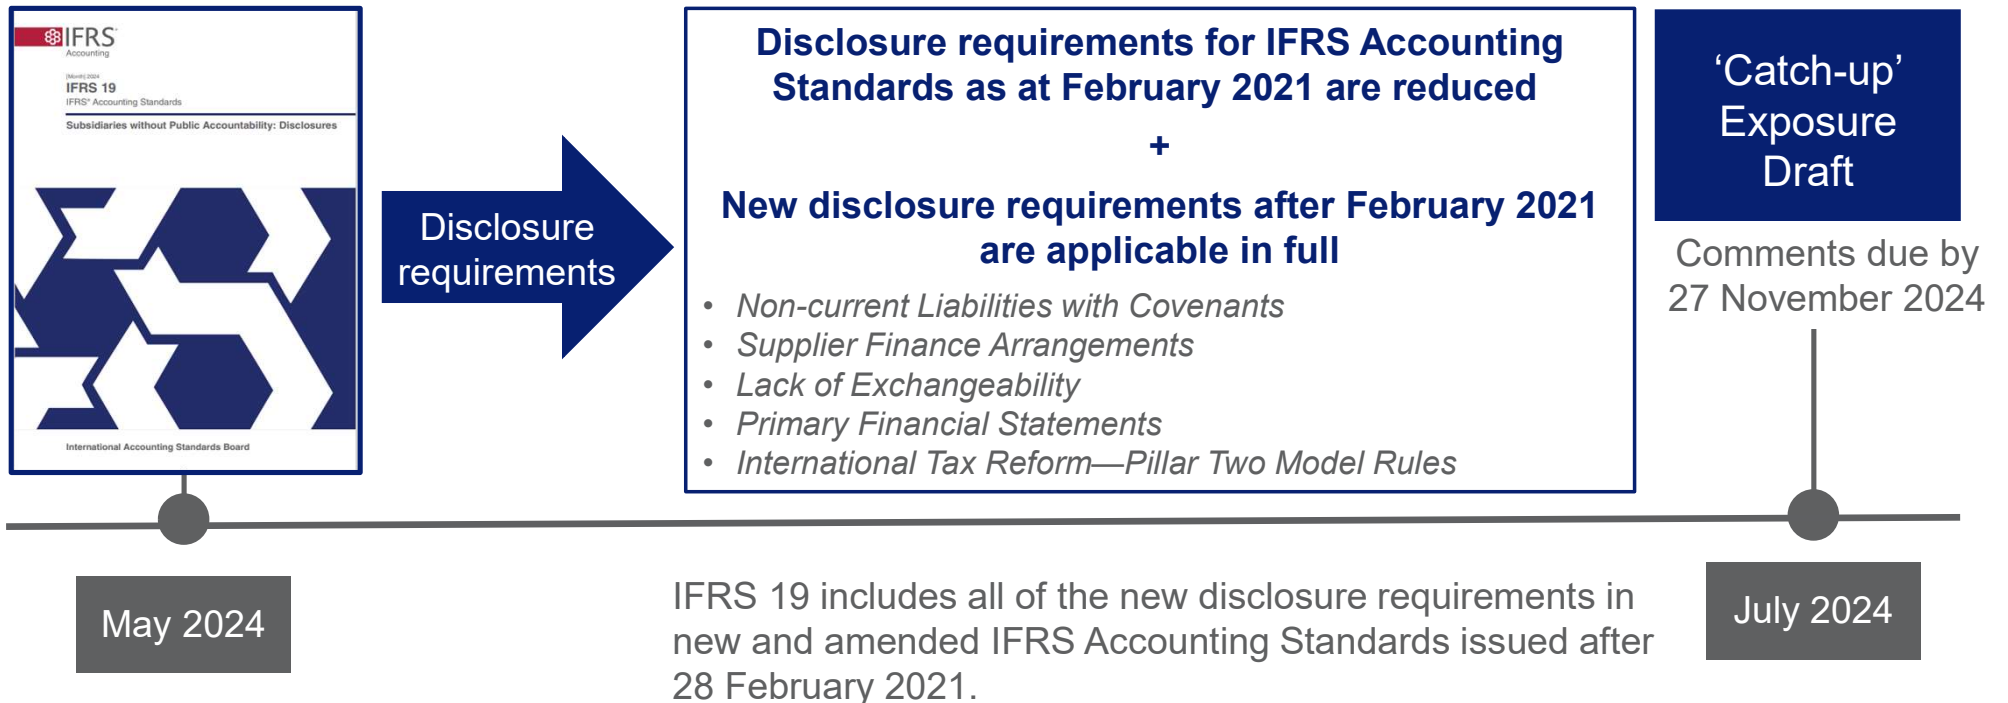 IFRS
Accounting
[Month] 2024
IFRS 19
IFRS® Accounting Standards
Subsidiaries without Public Accountability: Disclosures
International Accounting Standards Board
Disclosure
requirements
Disclosure requirements for IFRS Accounting
Standards as at February 2021 are reduced
+
New disclosure requirements after February 2021
are applicable in full
• Non-current Liabilities with Covenants
• Supplier Finance Arrangements
• Lack of Exchangeability
• Primary Financial Statements
• International Tax Reform—Pillar Two Model Rules
‘Catch-up’
Exposure
Draft
Comments due by
27 November 2024
May 2024
IFRS 19 includes all of the new disclosure requirements in
new and amended IFRS Accounting Standards issued after
28 February 2021.
July 2024